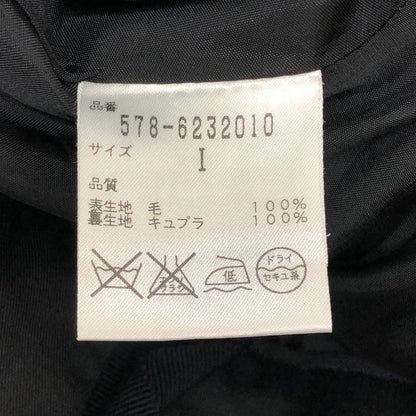 品番
578-6232010
サイズ
I
品質
表生地 毛 100%
裏生地 キュプラ 100%
低
ドライ
セキユ系